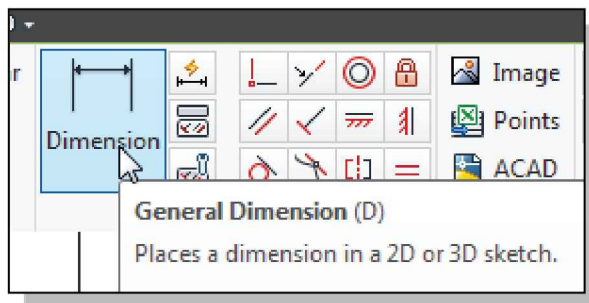 Dimension
Image
Points
ACAD
General Dimension (D)
Places a dimension in a 2D or 3D sketch.